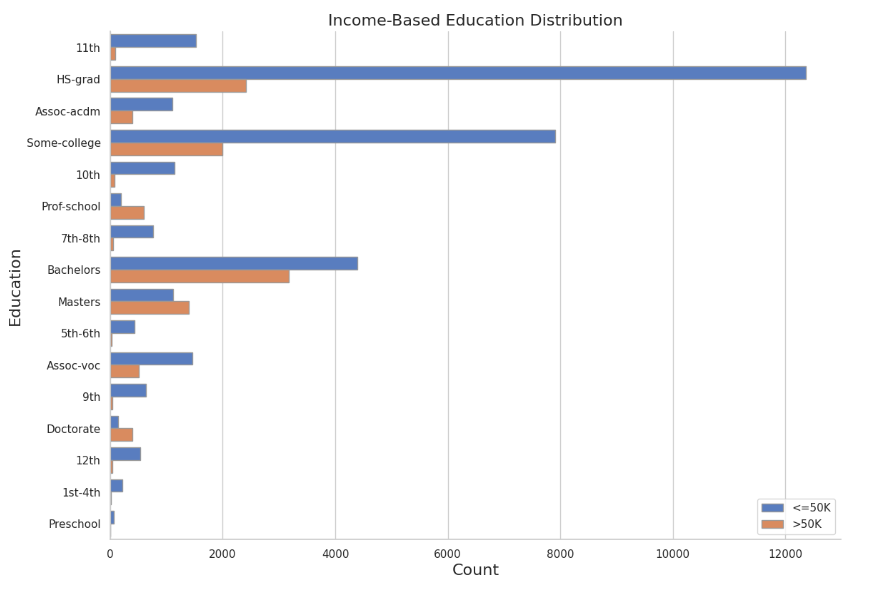 Income-Based Education Distribution
Education
11th
HS-grad
Assoc-acdm
Some-college
10th
Prof-school
7th-8th
Bachelors
Masters
5th-6th
Assoc-voc
9th
Doctorate
12th
1st-4th
Preschool
<=50K
>50K
0 2000 4000 6000 8000 10000 12000
Count